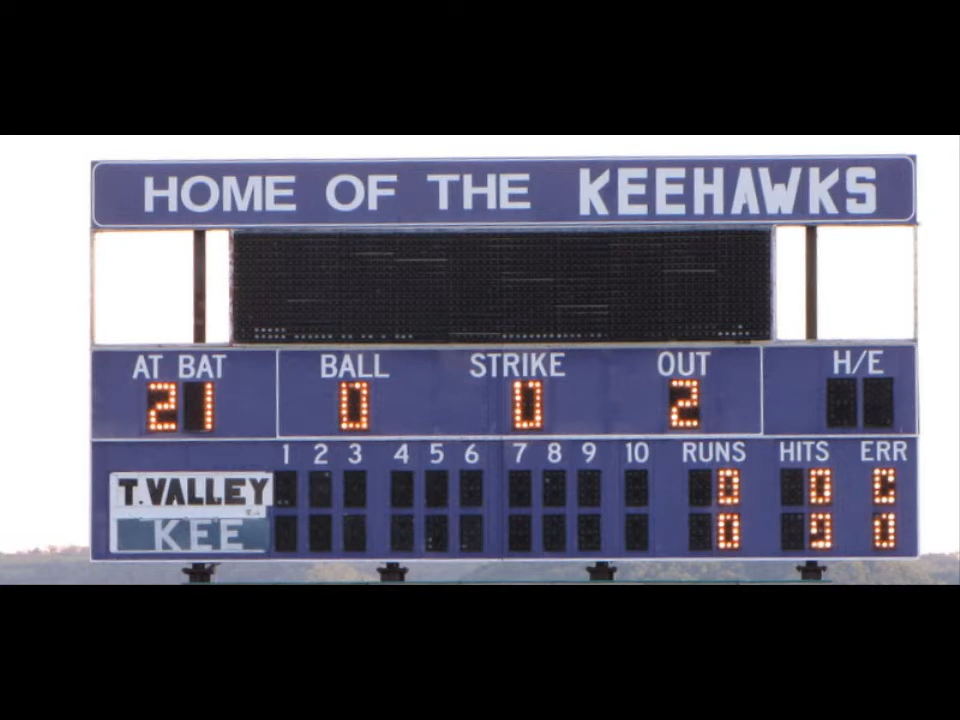 HOME OF THE KEEHAWKS
AT BAT BALL STRIKE OUT H/E
21 0 0 2
1 2 3 4 5 6 7 8 9 10 RUNS HITS ERR
T.VALLEY 0 0
KEE 0